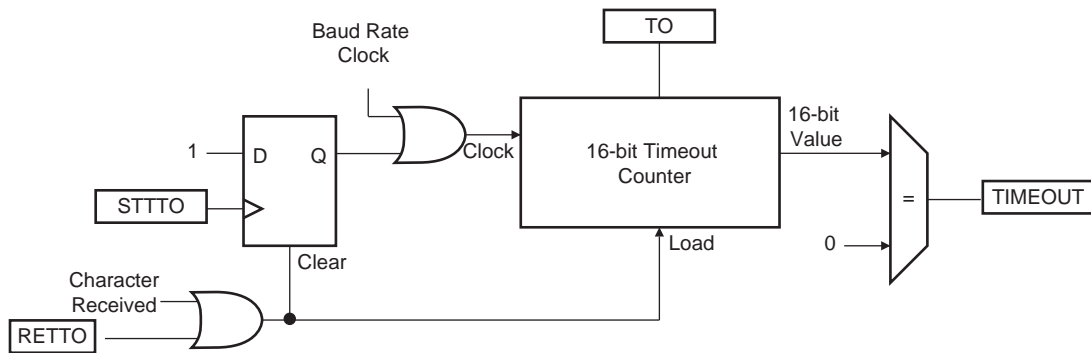 Baud Rate
Clock
TO
1
D
Q
Clock
16-bit Timeout
Counter
16-bit
Value
STTTO
=
TIMEOUT
Clear
Load
0
Character
Received
RETTO